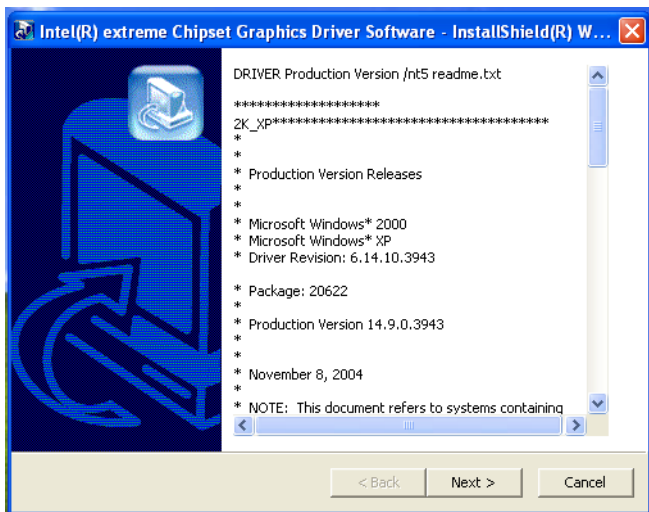 Intel(R) extreme Chipset Graphics Driver Software - InstallShield(R) W...
DRIVER Production Version /nt5 readme.txt
********************
2K_XP**************************************
*
*
* Production Version Releases
*
*
* Microsoft Windows* 2000
* Microsoft Windows* XP
* Driver Revision: 6.14.10.3943
* Package: 20622
*
* Production Version 14.9.0.3943
*
*
* November 8, 2004
*
* NOTE: This document refers to systems containing
< Back
Next >
Cancel